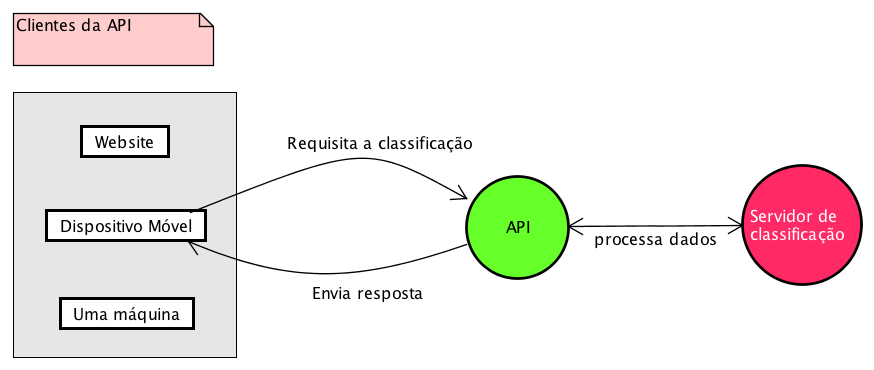 Clientes da API
Website
Requisita a classificação
Dispositivo Móvel
API
Servidor de
classificação
processa dados
Envia resposta
Uma máquina